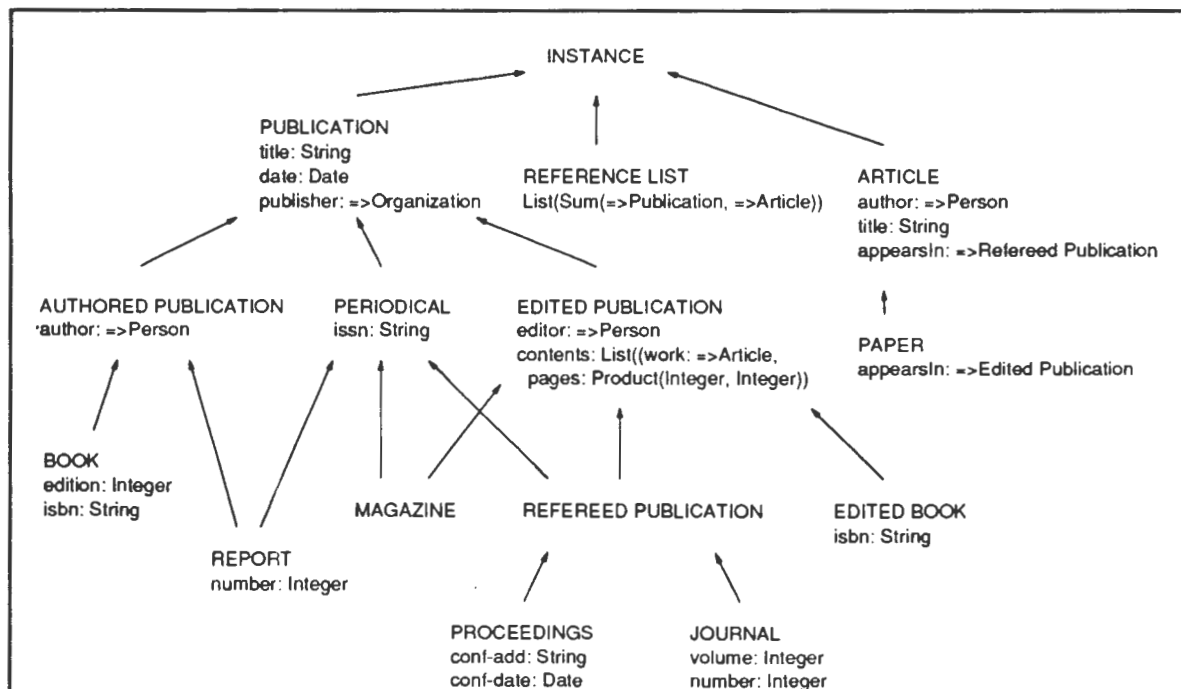 INSTANCE
PUBLICATION
title: String
date: Date
publisher: =>Organization
REFERENCE LIST
List(Sum(=>Publication, =>Article))
ARTICLE
author: =>Person
title: String
appearsIn: =>Refereed Publication
AUTHORED PUBLICATION
author: =>Person
PERIODICAL
issn: String
EDITED PUBLICATION
editor: =>Person
contents: List((work: =>Article,
pages: Product(Integer, Integer))
PAPER
appearsIn: =>Edited Publication
BOOK
edition: Integer
isbn: String
MAGAZINE
REFEREED PUBLICATION
EDITED BOOK
isbn: String
REPORT
number: Integer
PROCEEDINGS
conf-add: String
conf-date: Date
JOURNAL
volume: Integer
number: Integer